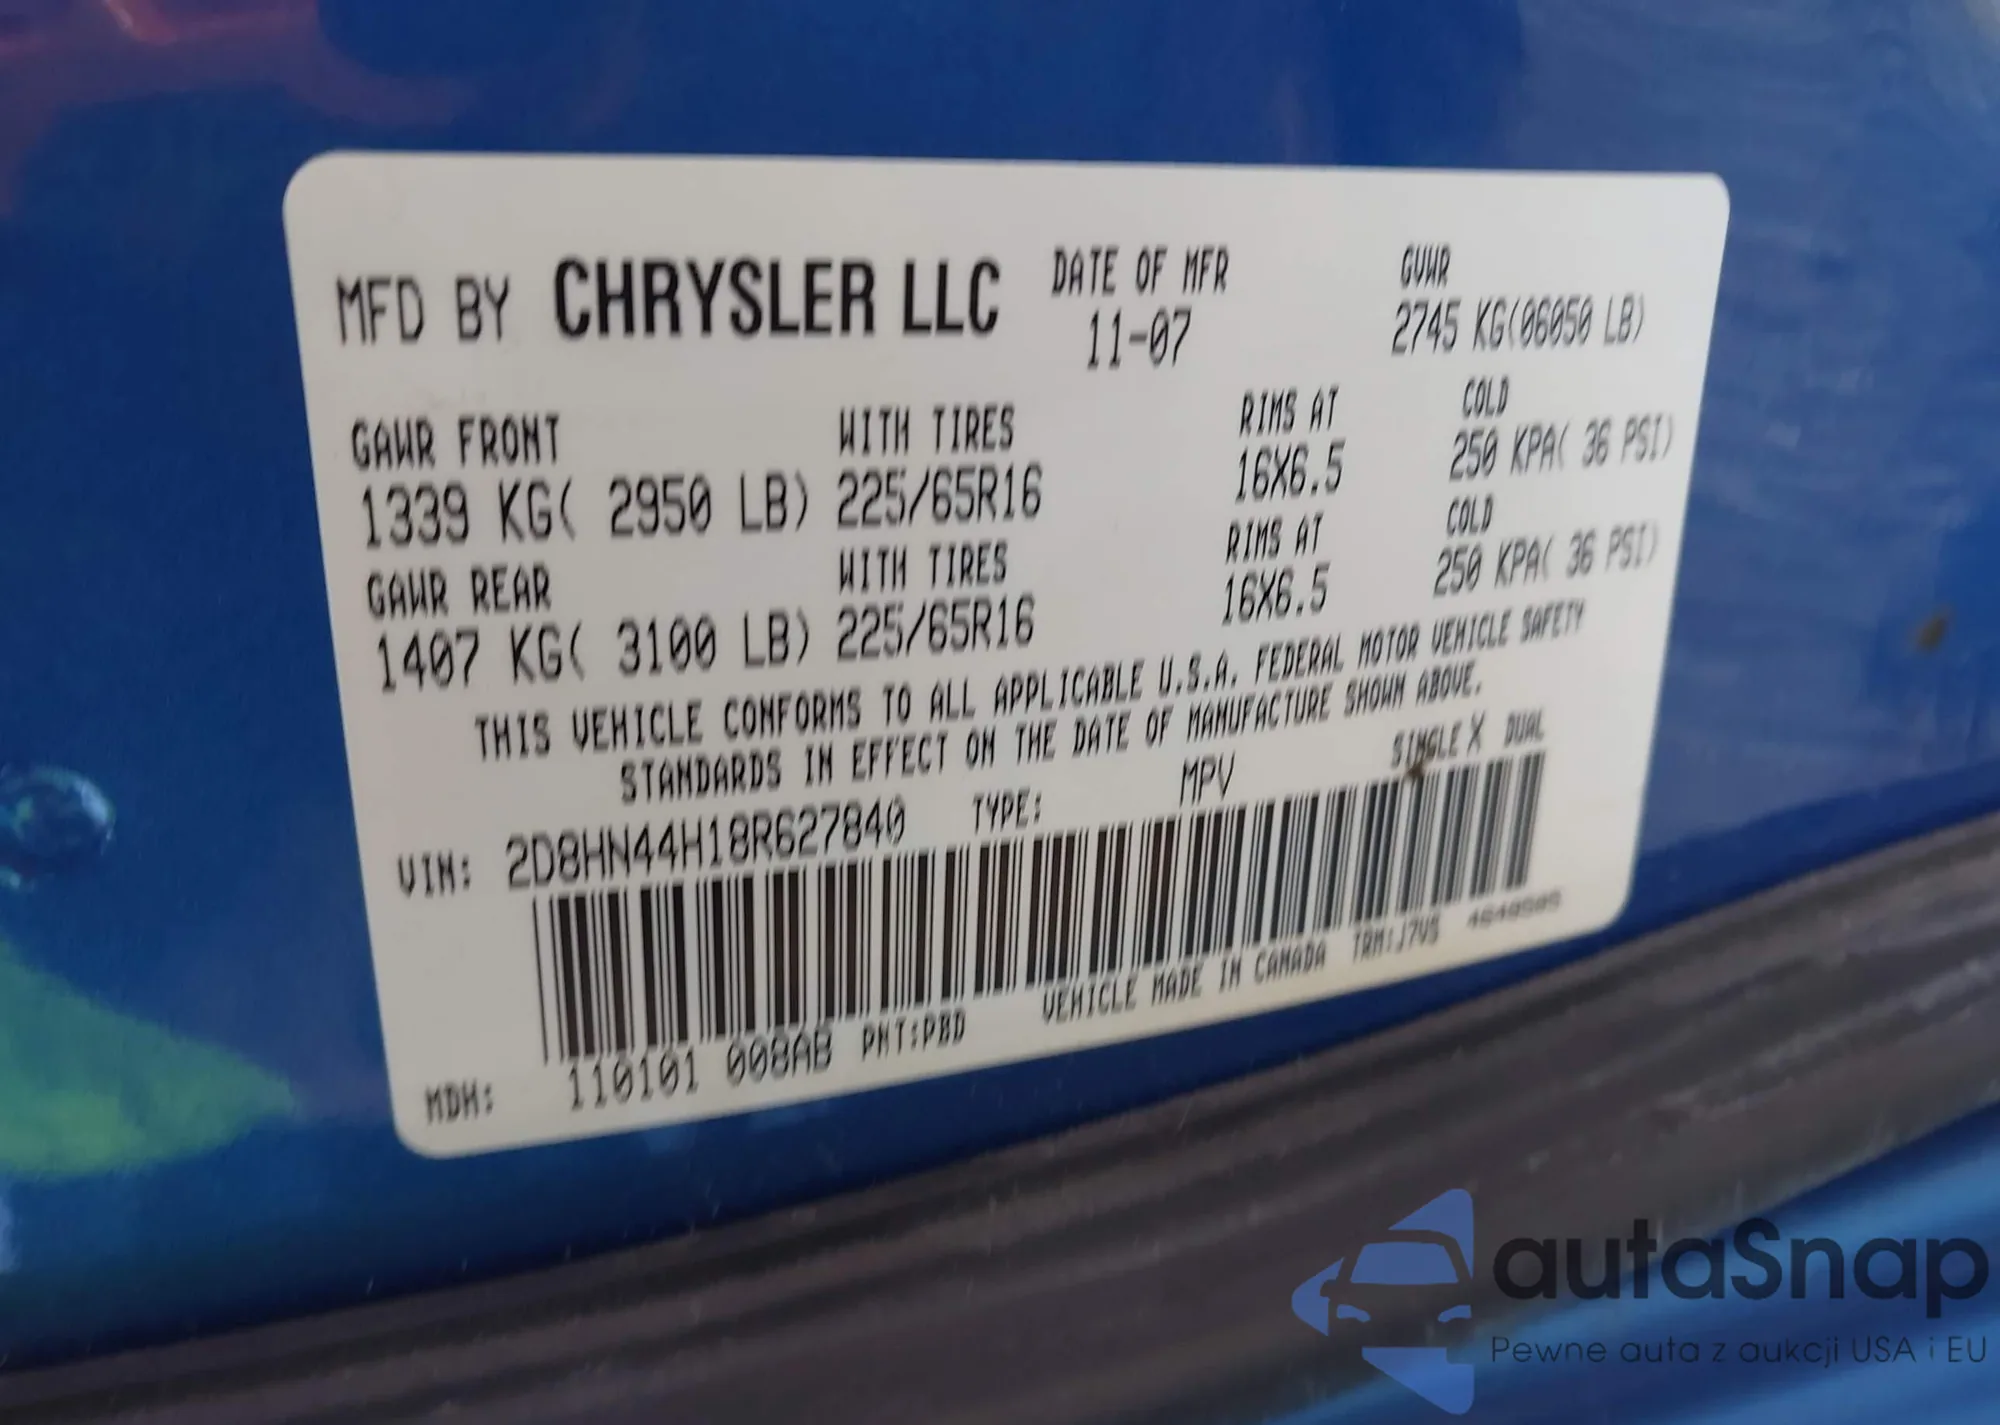 MFD BY CHRYSLER LLC DATE OF MFR GVWR
11-07 2745 KG(06050 LB)
GAWR FRONT WITH TIRES RIMS AT COLD
1339 KG( 2950 LB) 225/65R16 16X6.5 250 KPA( 36 PSI)
GAWR REAR WITH TIRES RIMS AT COLD
1407 KG( 3100 LB) 225/65R16 16X6.5 250 KPA( 36 PSI)
THIS VEHICLE CONFORMS TO ALL APPLICABLE U.S.A. FEDERAL MOTOR VEHICLE SAFETY
STANDARDS IN EFFECT ON THE DATE OF MANUFACTURE SHOWN ABOVE.
VIN: 2D8HN44H18R627840 TYPE: MPV SINGLE X DUAL
MDH: 110101 008AB PNT:PBD VEHICLE MADE IN CANADA TRM:J7VS
autaSnap
Pewne auta z aukcji USA i EU